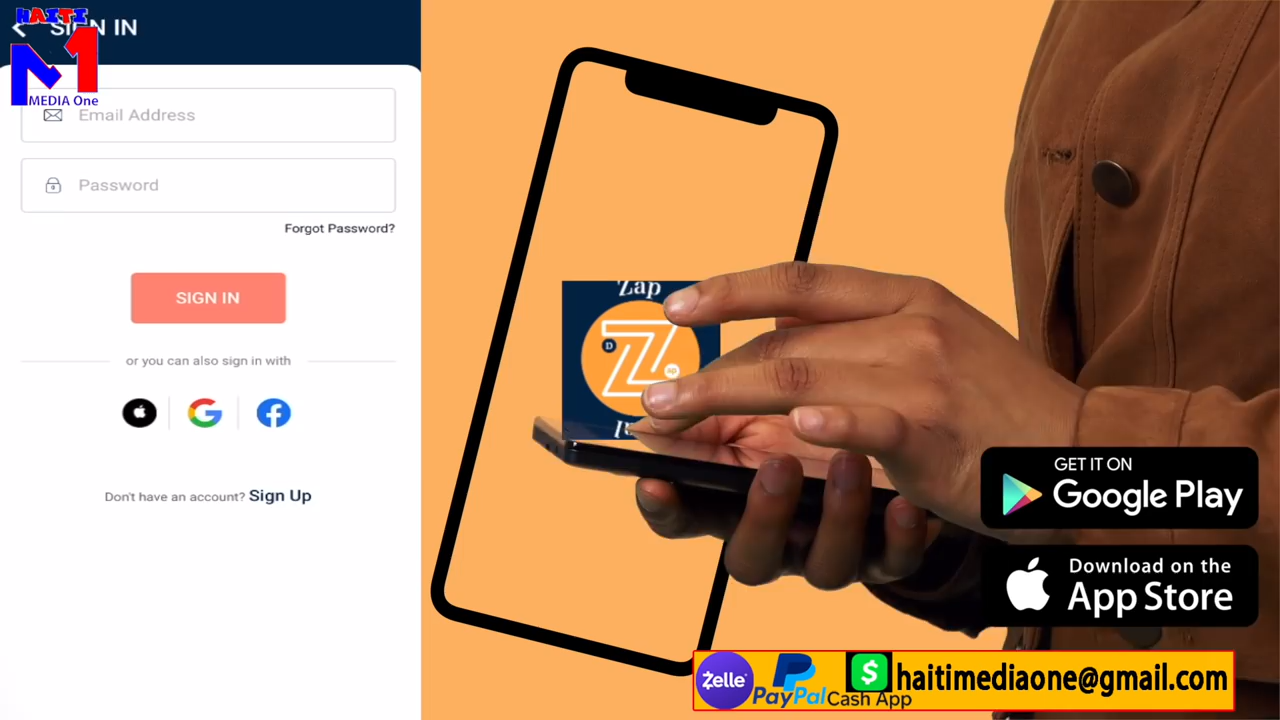 HAITI
M1
MEDIA One
SIGN IN
Email Address
Password
Forgot Password?
SIGN IN
or you can also sign in with
Don't have an account? Sign Up
Zap
D
Z
ap
GET IT ON
Google Play
Download on the
App Store
Zelle
PayPal
$
Cash App
haitimediaone@gmail.com